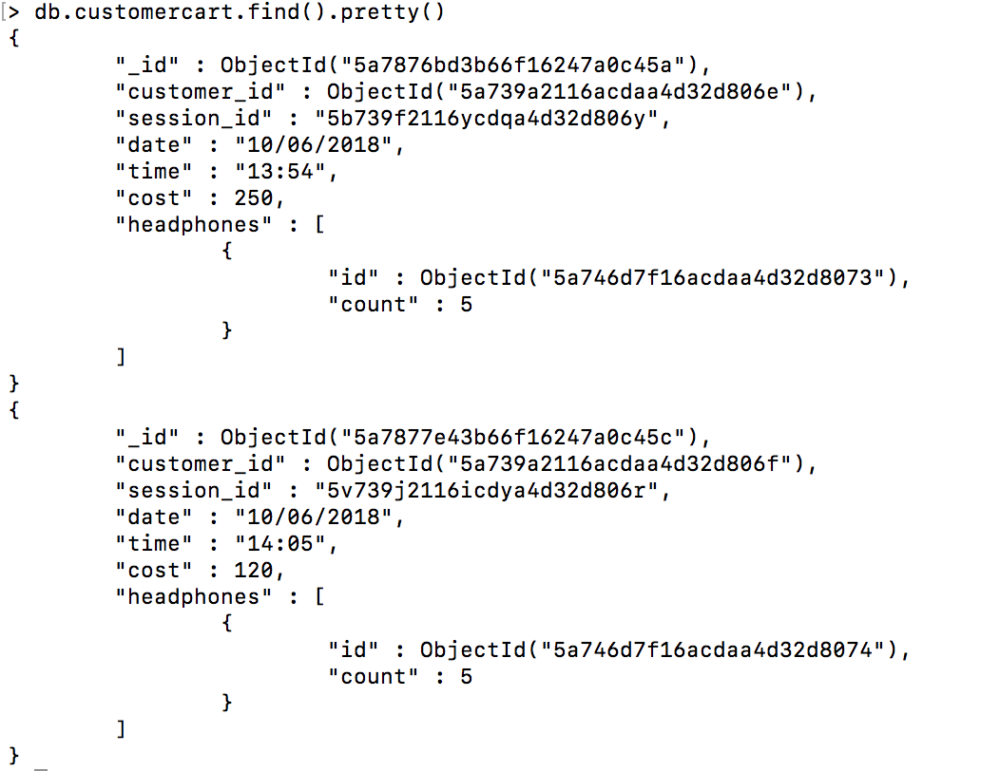 [> db.customercart.find().pretty()
{
        "_id" : ObjectId("5a7876bd3b66f16247a0c45a"),
        "customer_id" : ObjectId("5a739a2116acdaa4d32d806e"),
        "session_id" : "5b739f2116ycdqa4d32d806y",
        "date" : "10/06/2018",
        "time" : "13:54",
        "cost" : 250,
        "headphones" : [
                {
                        "id" : ObjectId("5a746d7f16acdaa4d32d8073"),
                        "count" : 5
                }
        ]
}
{
        "_id" : ObjectId("5a7877e43b66f16247a0c45c"),
        "customer_id" : ObjectId("5a739a2116acdaa4d32d806f"),
        "session_id" : "5v739j2116icdya4d32d806r",
        "date" : "10/06/2018",
        "time" : "14:05",
        "cost" : 120,
        "headphones" : [
                {
                        "id" : ObjectId("5a746d7f16acdaa4d32d8074"),
                        "count" : 5
                }
        ]
}